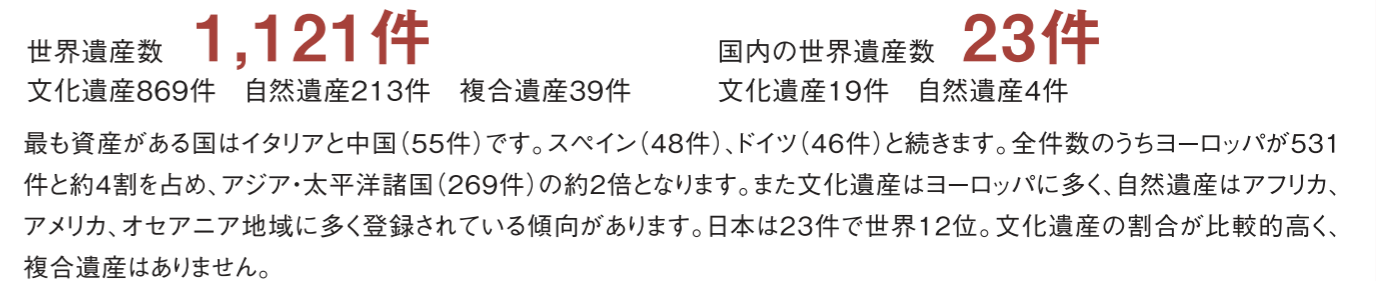 世界遺産数 1,121件
文化遺産869件 自然遺産213件 複合遺産39件
国内の世界遺産数 23件
文化遺産19件 自然遺産4件
最も資産がある国はイタリアと中国（55件）です。スペイン（48件）、ドイツ（46件）と続きます。全件数のうちヨーロッパが531
件と約4割を占め、アジア・太平洋諸国（269件）の約2倍となります。また文化遺産はヨーロッパに多く、自然遺産はアフリカ、
アメリカ、オセアニア地域に多く登録されている傾向があります。日本は23件で世界12位。文化遺産の割合が比較的高く、
複合遺産はありません。